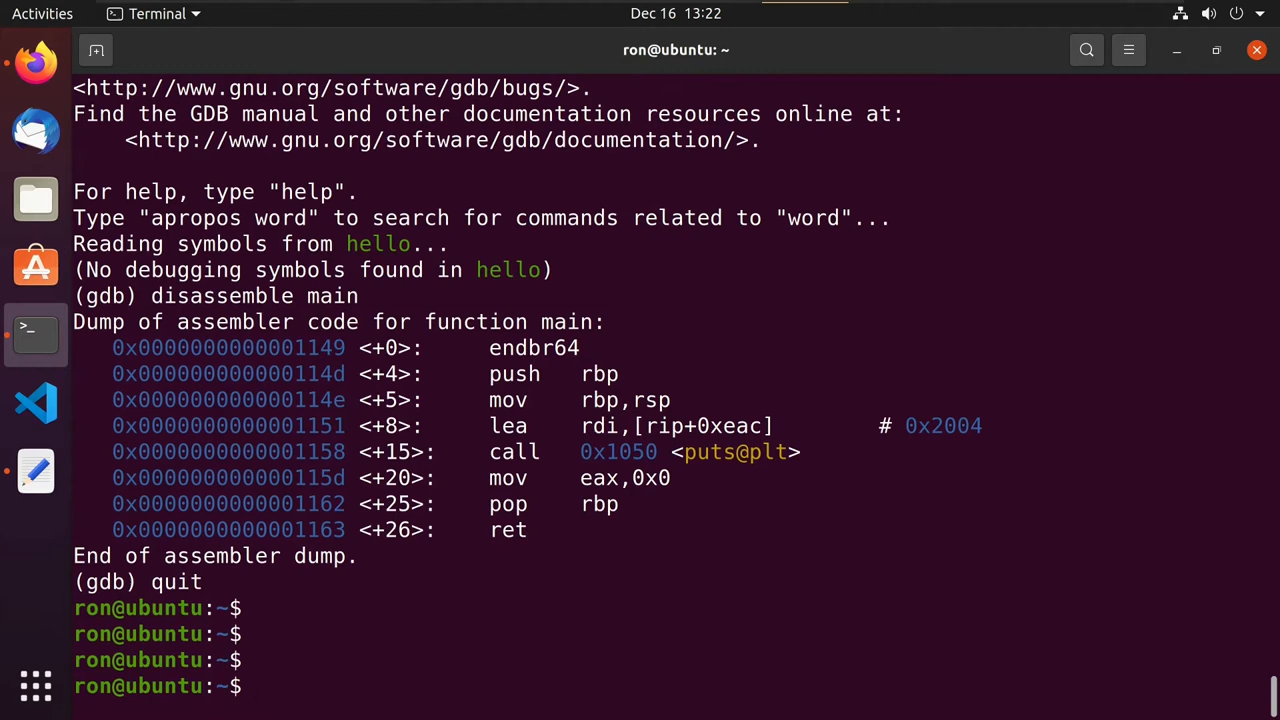 Activities Terminal Dec 16 13:22
ron@ubuntu: ~
<http://www.gnu.org/software/gdb/bugs/>.
Find the GDB manual and other documentation resources online at:
    <http://www.gnu.org/software/gdb/documentation/>.

For help, type "help".
Type "apropos word" to search for commands related to "word"...
Reading symbols from hello...
(No debugging symbols found in hello)
(gdb) disassemble main
Dump of assembler code for function main:
   0x0000000000001149 <+0>:     endbr64
   0x000000000000114d <+4>:     push   rbp
   0x000000000000114e <+5>:     mov    rbp,rsp
   0x0000000000001151 <+8>:     lea    rdi,[rip+0xeac]        # 0x2004
   0x0000000000001158 <+15>:    call   0x1050 <puts@plt>
   0x000000000000115d <+20>:    mov    eax,0x0
   0x0000000000001162 <+25>:    pop    rbp
   0x0000000000001163 <+26>:    ret
End of assembler dump.
(gdb) quit
ron@ubuntu:~$
ron@ubuntu:~$
ron@ubuntu:~$
ron@ubuntu:~$